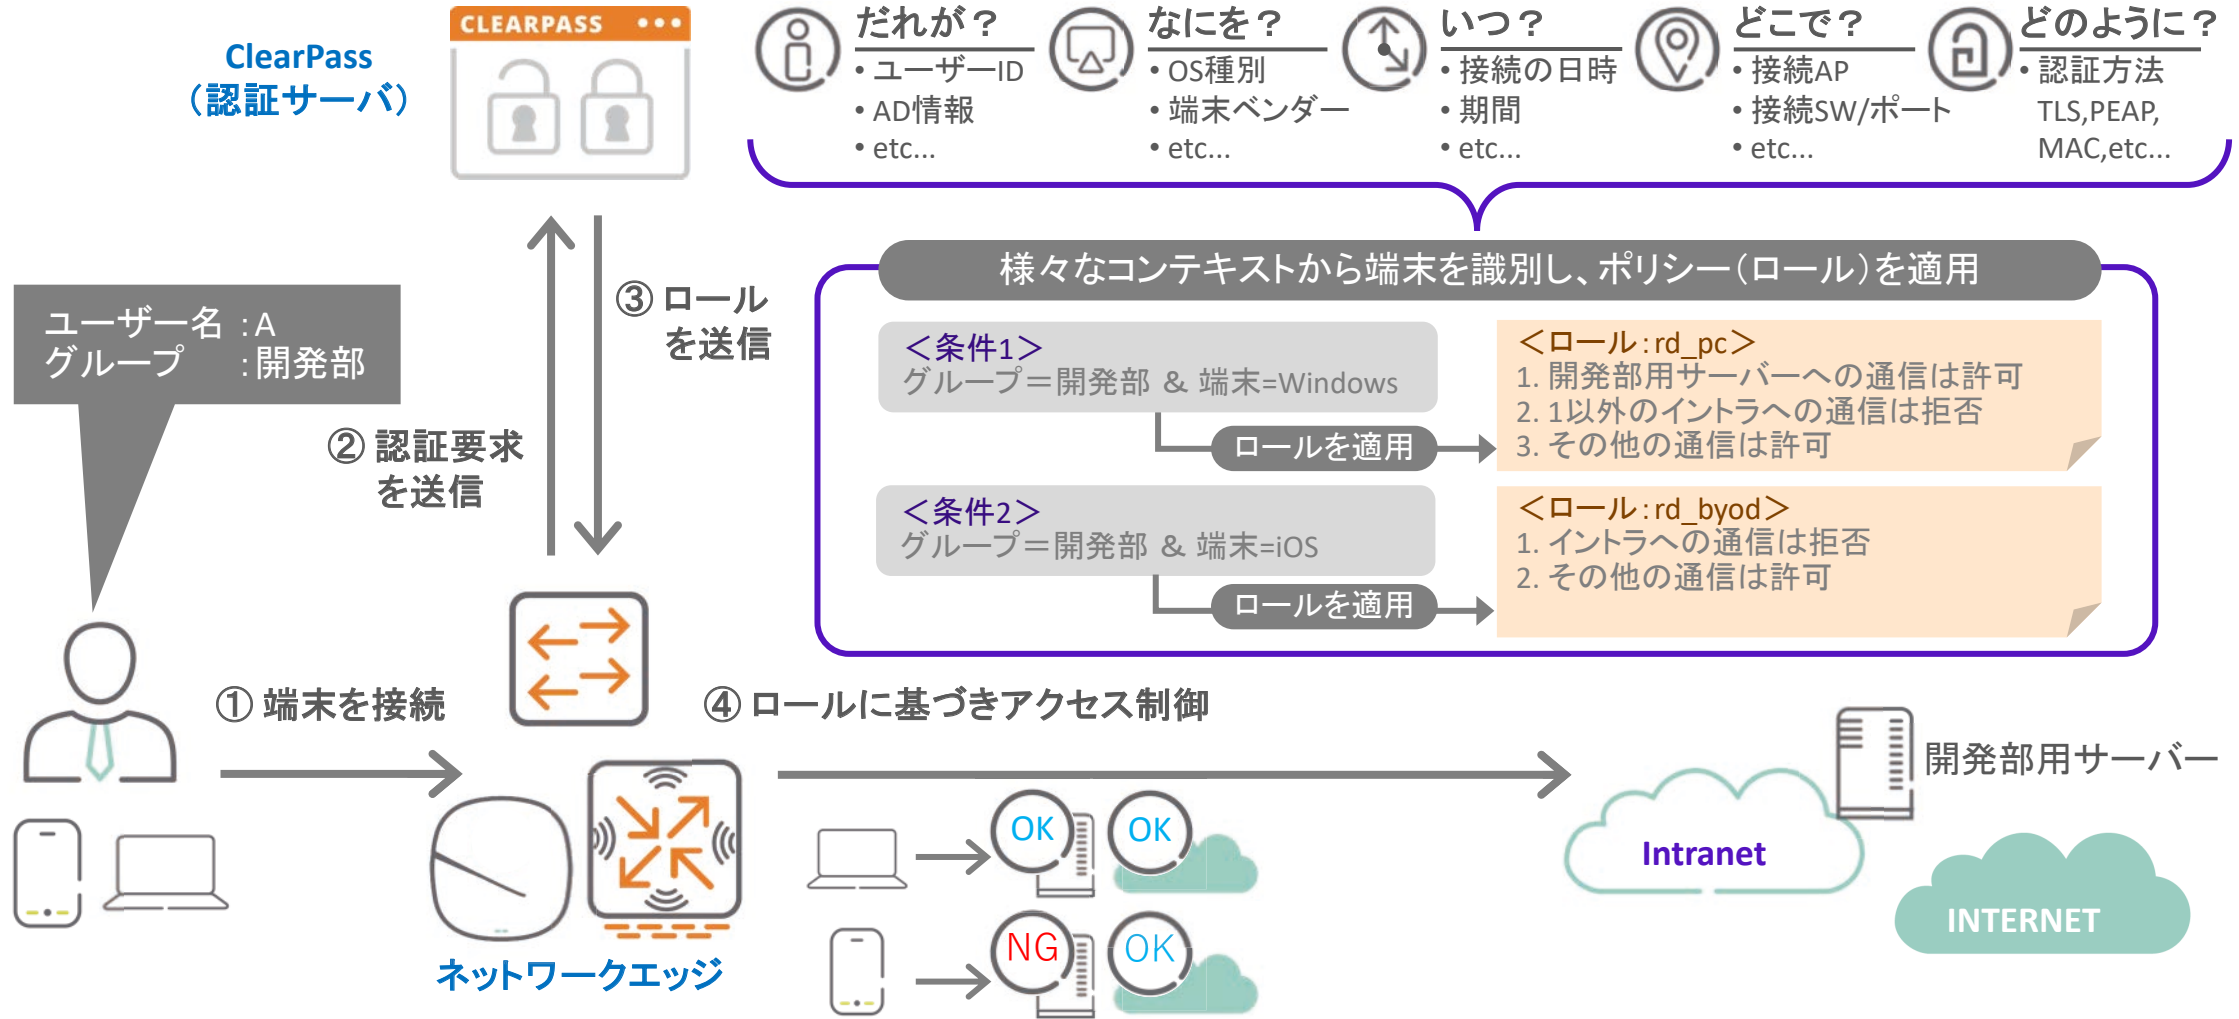 ClearPass
（認証サーバ）
CLEARPASS
だれが？
• ユーザーID
• AD情報
• etc...
なにを？
• OS種別
• 端末ベンダー
• etc...
いつ？
• 接続の日時
• 期間
• etc...
どこで？
• 接続AP
• 接続SW/ポート
• etc...
どのように？
• 認証方法
TLS,PEAP,
MAC,etc...
様々なコンテキストから端末を識別し、ポリシー（ロール）を適用
＜条件1＞
グループ＝開発部 ＆ 端末=Windows
ロールを適用
＜ロール：rd_pc＞
1. 開発部用サーバーへの通信は許可
2. 1以外のイントラへの通信は拒否
3. その他の通信は許可
＜条件2＞
グループ＝開発部 ＆ 端末=iOS
ロールを適用
＜ロール：rd_byod＞
1. イントラへの通信は拒否
2. その他の通信は許可
ユーザー名 ：A
グループ ：開発部
② 認証要求
を送信
③ ロール
を送信
① 端末を接続
④ ロールに基づきアクセス制御
ネットワークエッジ
OK
OK
NG
OK
開発部用サーバー
Intranet
INTERNET